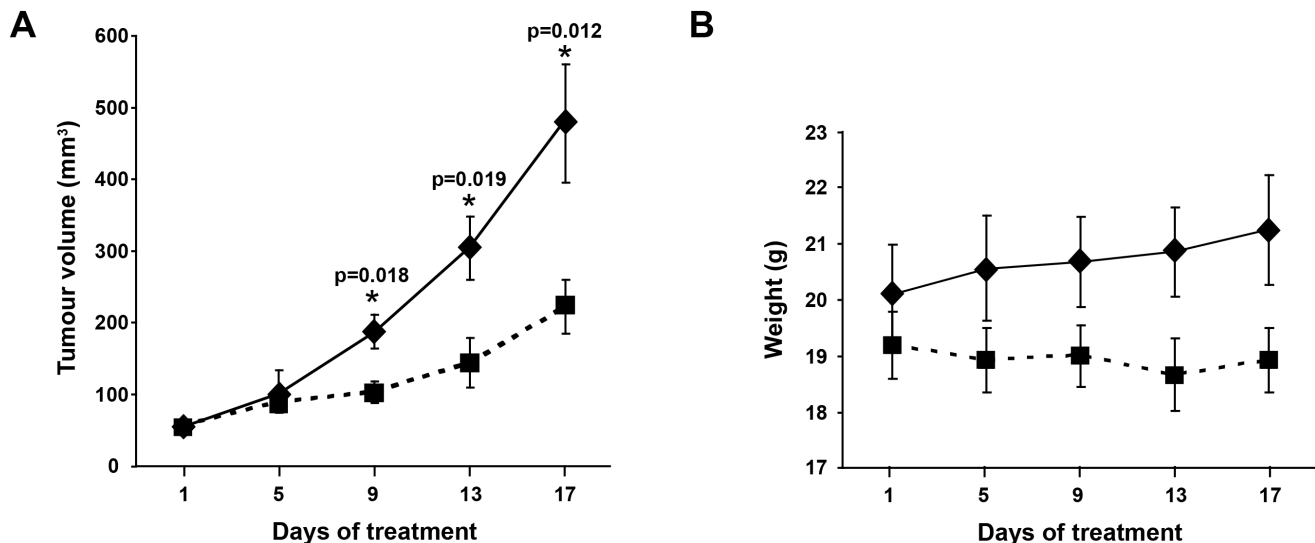 A
Tumour volume (mm³)
600
500
400
300
200
100
0
p=0.018
*
p=0.019
*
p=0.012
*
1 5 9 13 17
Days of treatment
B
Weight (g)
23
22
21
20
19
18
17
1 5 9 13 17
Days of treatment